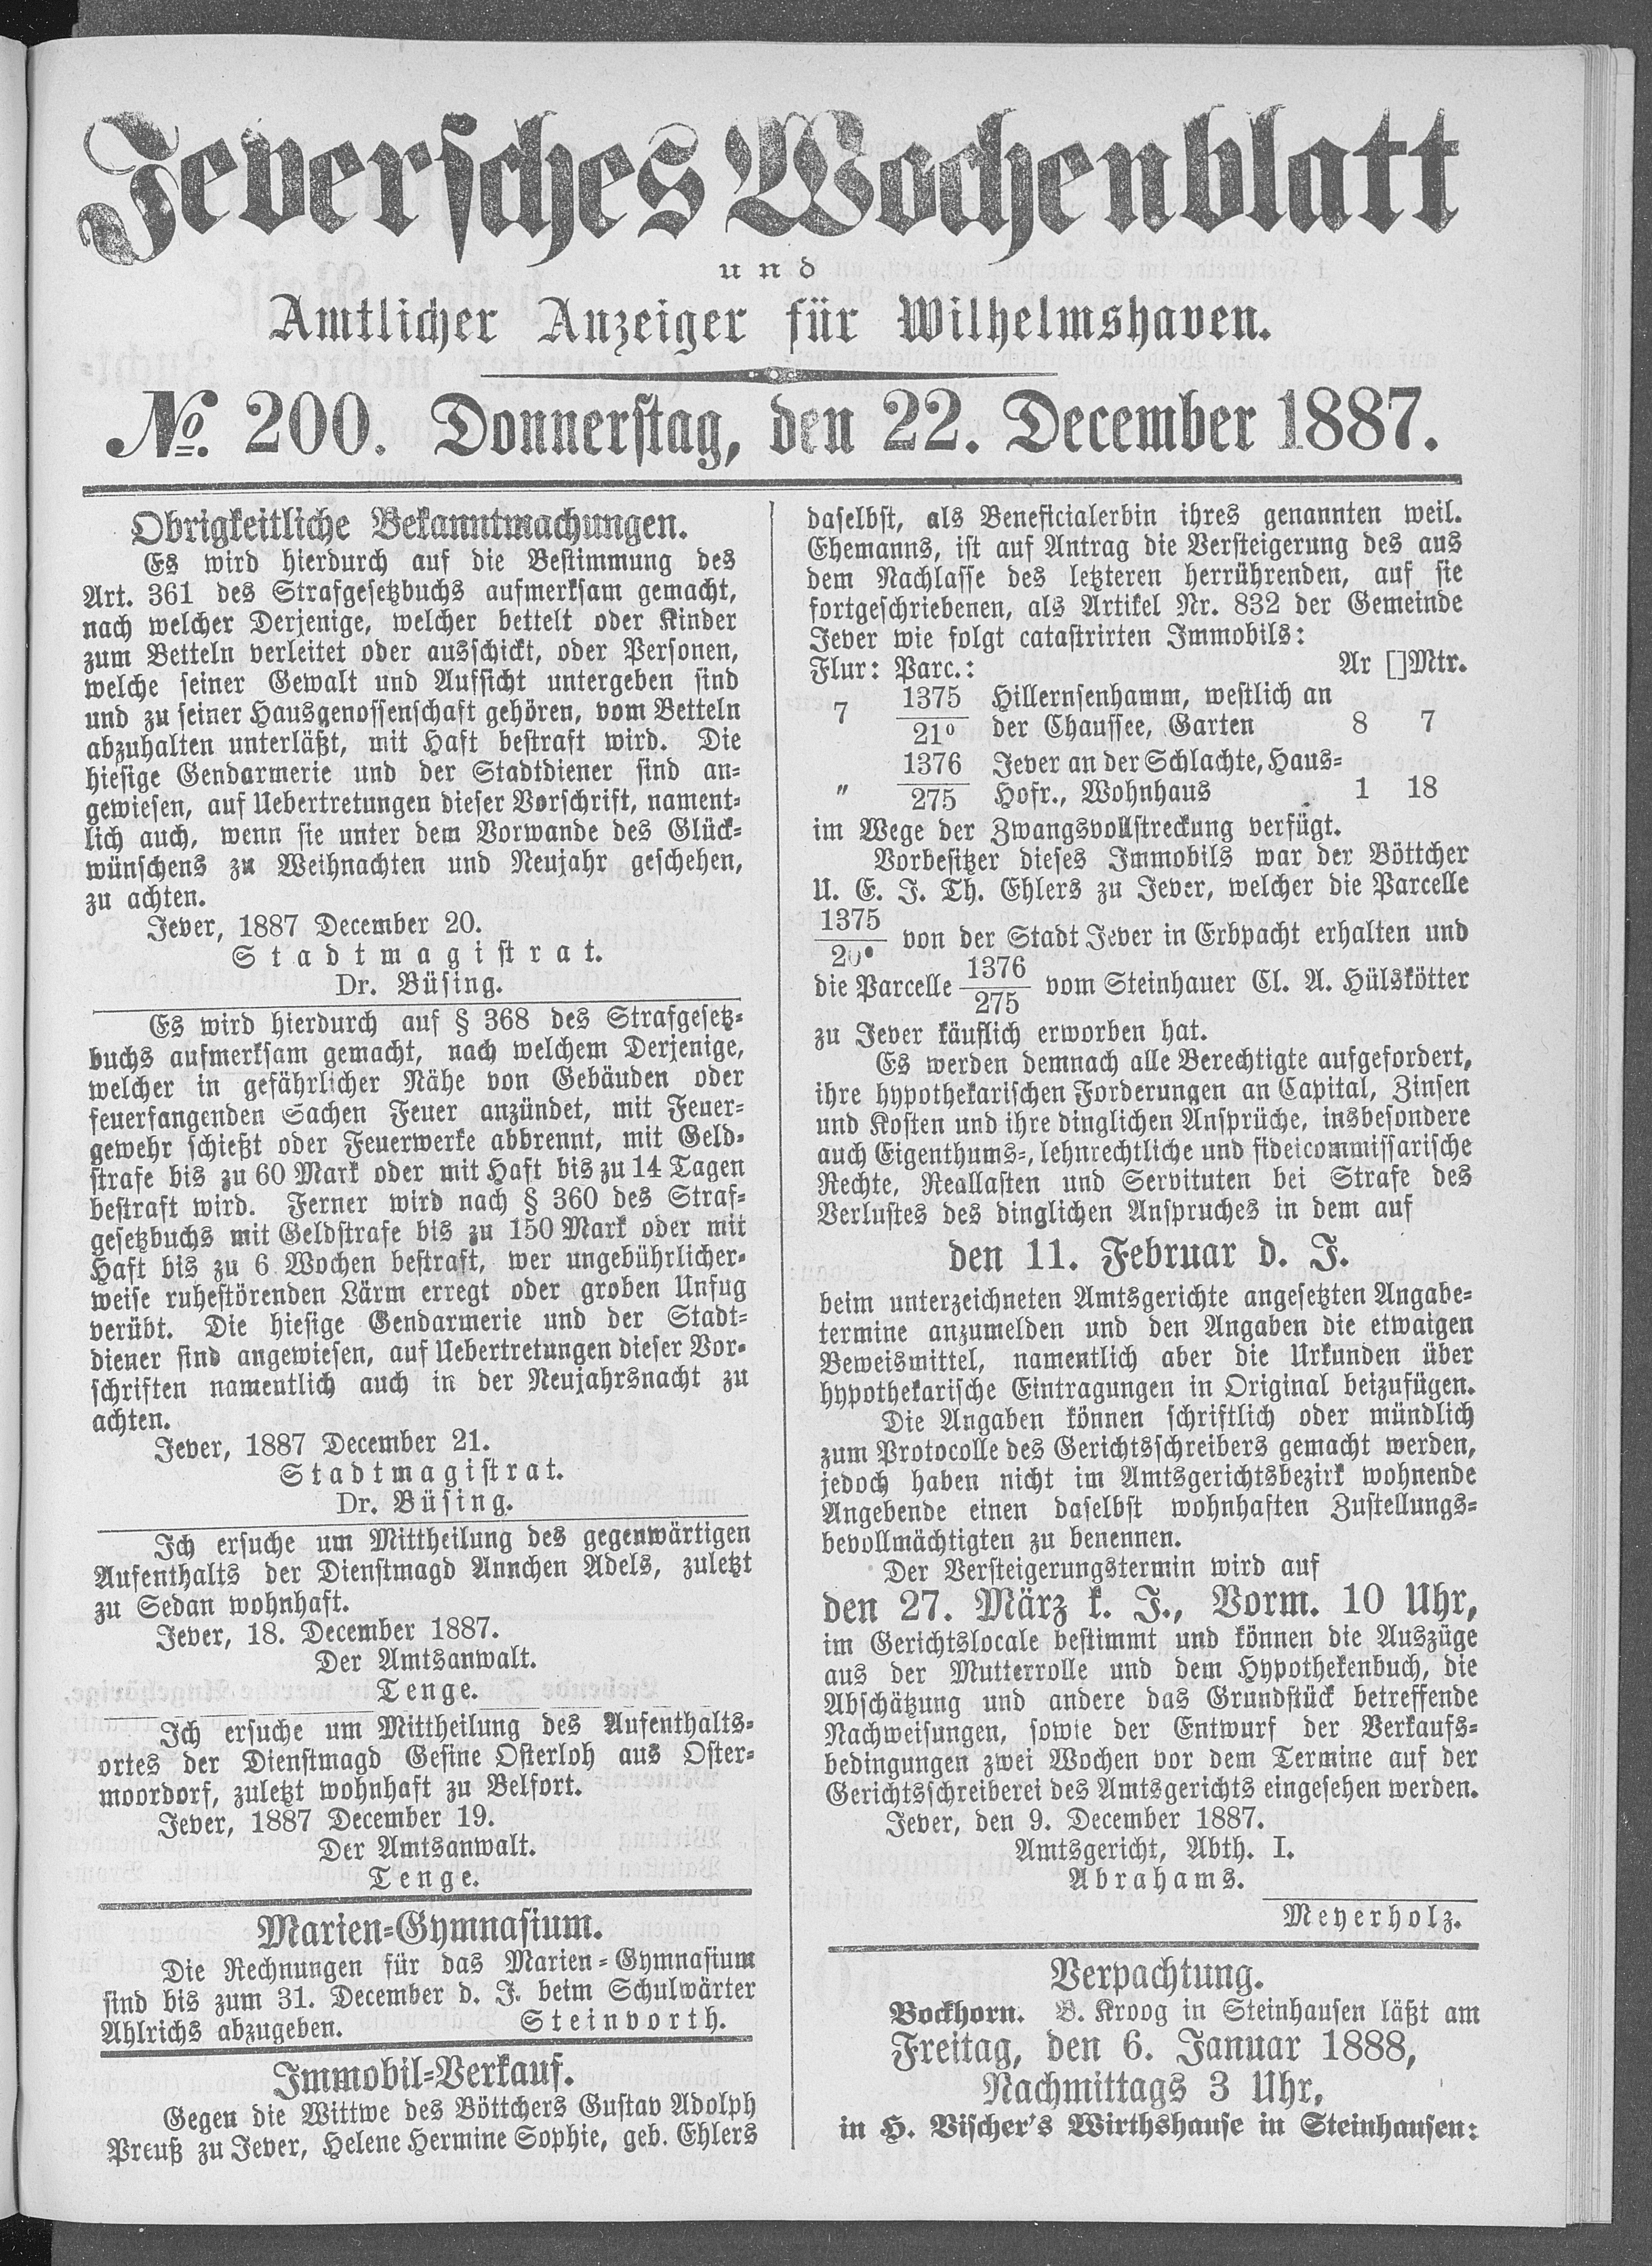 Jeversches Wochenblatt
und
Amtlicher Anzeiger für Wilhelmshaven.
No. 200. Donnerstag, den 22. December 1887.
Obrigkeitliche Bekanntmachungen.
Es wird hierdurch auf die Bestimmung des
Art. 361 des Strafgesetzbuchs aufmerksam gemacht,
nach welcher Derjenige, welcher bettelt oder Kinder
zum Betteln verleitet oder ausschickt, oder Personen,
welche seiner Gewalt und Aufsicht untergeben sind
und zu seiner Hausgenossenschaft gehören, vom Betteln
abzuhalten unterläßt, mit Haft bestraft wird. Die
hiesige Gendarmerie und der Stadtdiener sind an-
gewiesen, auf Uebertretungen dieser Vorschrift, nament-
lich auch, wenn sie unter dem Vorwande des Glück-
wünschens zu Weihnachten und Neujahr geschehen,
zu achten.
Jever, 1887 December 20.
Stadtmagistrat.
Dr. Büsing.
Es wird hierdurch auf § 368 des Strafgesetz-
buchs aufmerksam gemacht, nach welchem Derjenige,
welcher in gefährlicher Nähe von Gebäuden oder
feuerfangenden Sachen Feuer anzündet, mit Feuer-
gewehr schießt oder Feuerwerke abbrennt, mit Geld-
strafe bis zu 60 Mark oder mit Haft bis zu 14 Tagen
bestraft wird. Ferner wird nach § 360 des Straf-
gesetzbuchs mit Geldstrafe bis zu 150 Mark oder mit
Haft bis zu 6 Wochen bestraft, wer ungebührlicher-
weise ruhestörenden Lärm erregt oder groben Unfug
verübt. Die hiesige Gendarmerie und der Stadt-
diener sind angewiesen, auf Uebertretungen dieser Vor-
schriften namentlich auch in der Neujahrsnacht zu
achten.
Jever, 1887 December 21.
Stadtmagistrat.
Dr. Büsing.
Ich ersuche um Mittheilung des gegenwärtigen
Aufenthalts der Dienstmagd Annchen Adels, zuletzt
zu Sedan wohnhaft.
Jever, 18. December 1887.
Der Amtsanwalt.
Tenge.
Ich ersuche um Mittheilung des Aufenthalts-
ortes der Dienstmagd Gesine Osterloh aus Oster-
moordorf, zuletzt wohnhaft zu Belfort.
Jever, 1887 December 19.
Der Amtsanwalt.
Tenge.
Marien-Gymnasium.
Die Rechnungen für das Marien-Gymnasium
sind bis zum 31. December d. J. beim Schulwärter
Ahlrichs abzugeben. Steinvorth.
Immobil-Verkauf.
Gegen die Wittwe des Böttchers Gustav Adolph
Preuß zu Jever, Helene Hermine Sophie, geb. Ehlers
daselbst, als Beneficialerbin ihres genannten weil.
Ehemanns, ist auf Antrag die Versteigerung des aus
dem Nachlasse des letzteren herrührenden, auf sie
fortgeschriebenen, als Artikel Nr. 832 der Gemeinde
Jever wie folgt catastrirten Immobils:
Flur: Parc.: Ar []Mtr.
7 1375/21⁰ Hillernsenhamm, westlich an
der Chaussee, Garten 8 7
" 1376/275 Jever an der Schlachte, Haus-
Hofr., Wohnhaus 1 18
im Wege der Zwangsvollstreckung verfügt.
Vorbesitzer dieses Immobils war der Böttcher
U. E. J. Th. Ehlers zu Jever, welcher die Parcelle
1375/20 von der Stadt Jever in Erbpacht erhalten und
die Parcelle 1376/275 vom Steinhauer Cl. A. Hülskötter
zu Jever käuflich erworben hat.
Es werden demnach alle Berechtigte aufgefordert,
ihre hypothekarischen Forderungen an Capital, Zinsen
und Kosten und ihre dinglichen Ansprüche, insbesondere
auch Eigenthums-, lehnrechtliche und fideicommissarische
Rechte, Reallasten und Servituten bei Strafe des
Verlustes des dinglichen Anspruches in dem auf
den 11. Februar d. J.
beim unterzeichneten Amtsgerichte angesetzten Angabe-
termine anzumelden und den Angaben die etwaigen
Beweismittel, namentlich aber die Urkunden über
hypothekarische Eintragungen in Original beizufügen.
Die Angaben können schriftlich oder mündlich
zum Protocolle des Gerichtsschreibers gemacht werden,
jedoch haben nicht im Amtsgerichtsbezirk wohnende
Angebende einen daselbst wohnhaften Zustellungs-
bevollmächtigten zu benennen.
Der Versteigerungstermin wird auf
den 27. März k. J., Vorm. 10 Uhr,
im Gerichtslocale bestimmt und können die Auszüge
aus der Mutterrolle und dem Hypothekenbuch, die
Abschätzung und andere das Grundstück betreffende
Nachweisungen, sowie der Entwurf der Verkaufs-
bedingungen zwei Wochen vor dem Termine auf der
Gerichtsschreiberei des Amtsgerichts eingesehen werden.
Jever, den 9. December 1887.
Amtsgericht, Abth. I.
Abrahams.
Meyerholz.
Verpachtung.
Bockhorn. B. Kroog in Steinhausen läßt am
Freitag, den 6. Januar 1888,
Nachmittags 3 Uhr,
in H. Vischer's Wirthshause in Steinhausen: